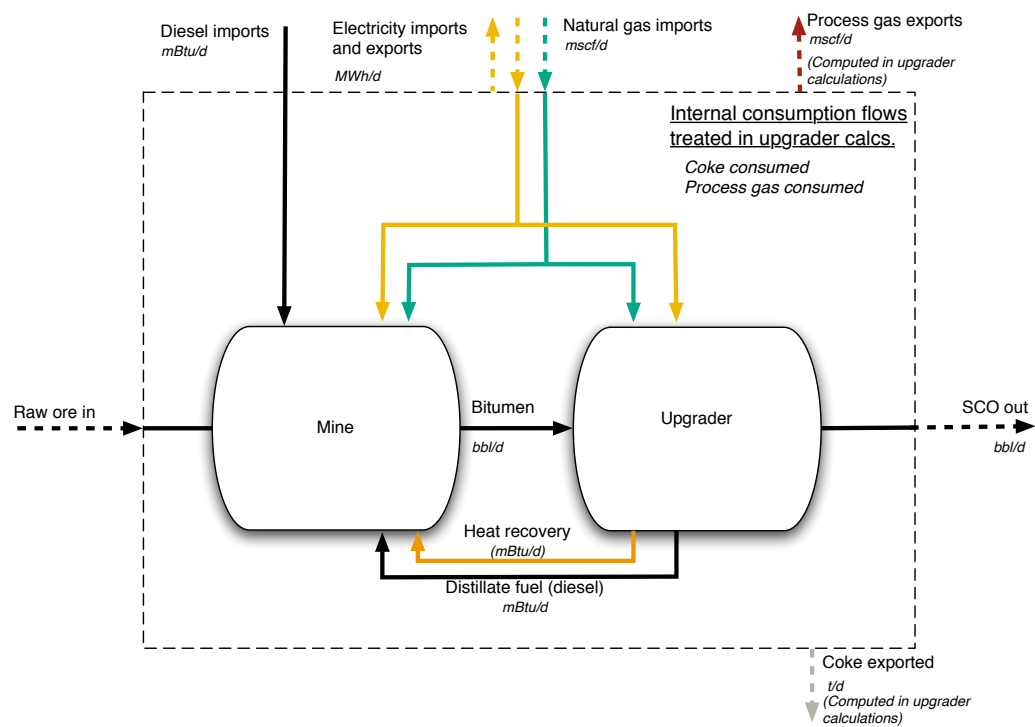 Diesel imports
mBtu/d
Electricity imports
and exports
MWh/d
Natural gas imports
mscf/d
Process gas exports
mscf/d
(Computed in upgrader
calculations)
Internal consumption flows
treated in upgrader calcs.
Coke consumed
Process gas consumed
Raw ore in
Mine
Bitumen
bbl/d
Upgrader
SCO out
bbl/d
Heat recovery
(mBtu/d)
Distillate fuel (diesel)
mBtu/d
Coke exported
t/d
(Computed in upgrader
calculations)